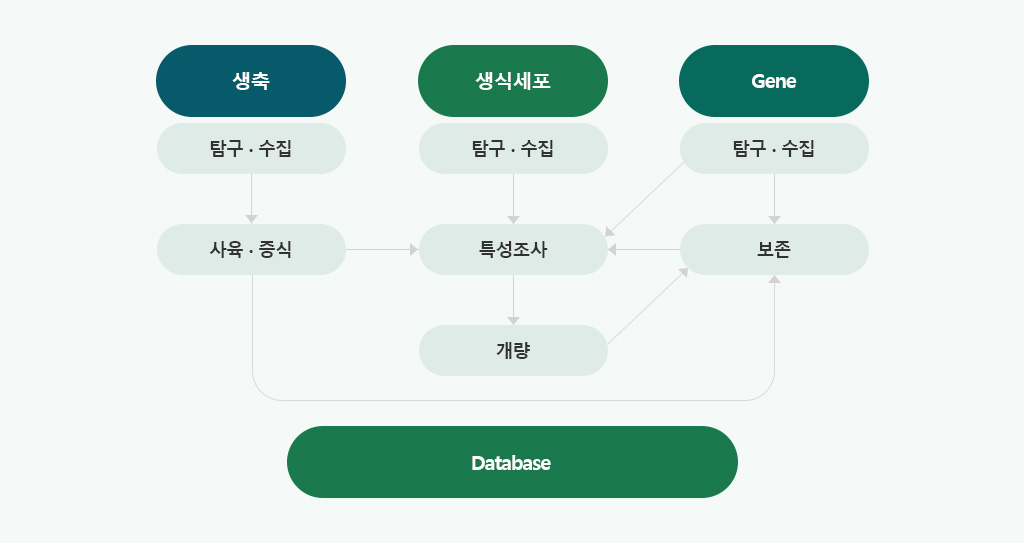 생축
생식세포
Gene
탐구 · 수집
탐구 · 수집
탐구 · 수집
사육 · 증식
특성조사
보존
개량
Database